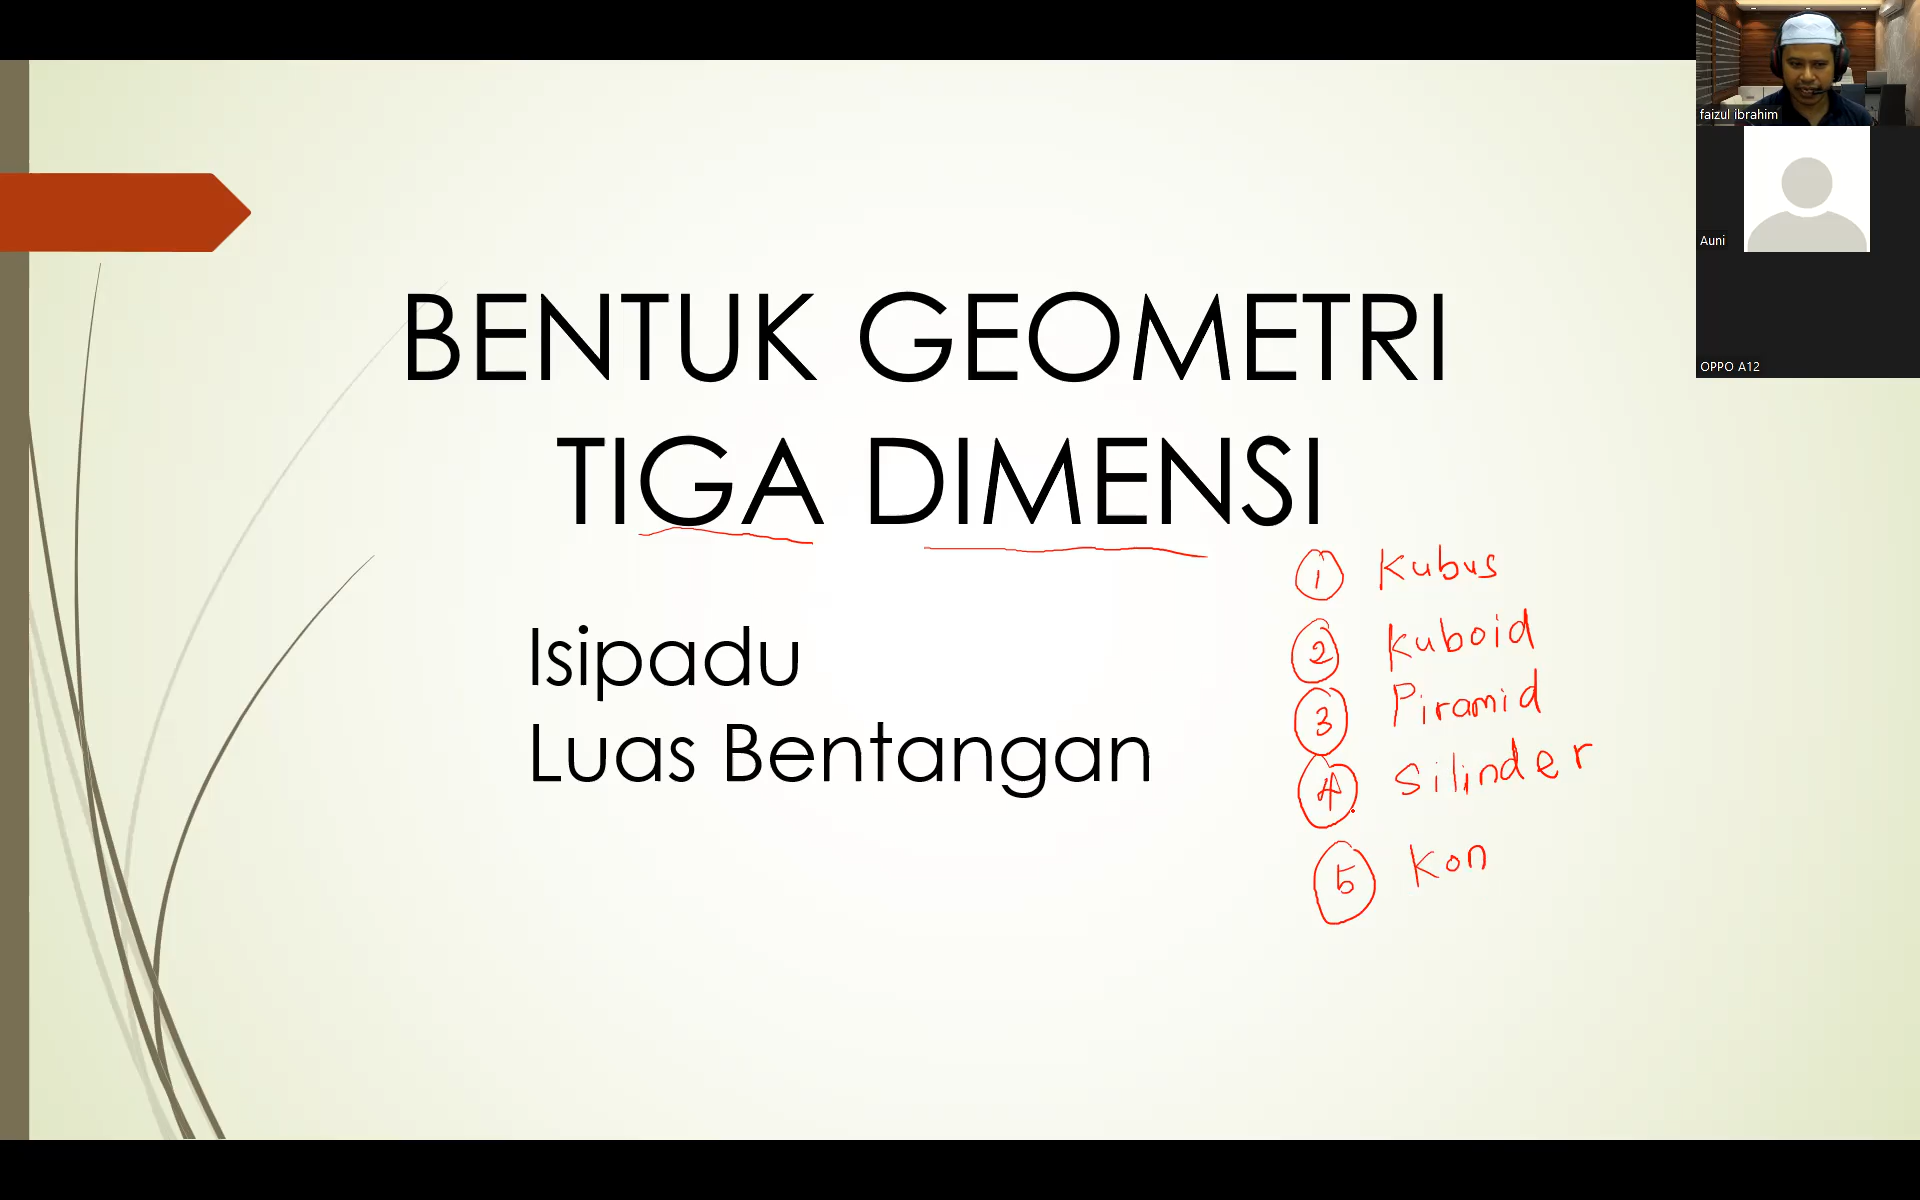 BENTUK GEOMETRI
TIGA DIMENSI
Isipadu
Luas Bentangan
1 Kubus
2 Kuboid
3 Piramid
4 Silinder
5 Kon
faizul ibrahim
Auni
OPPO A12